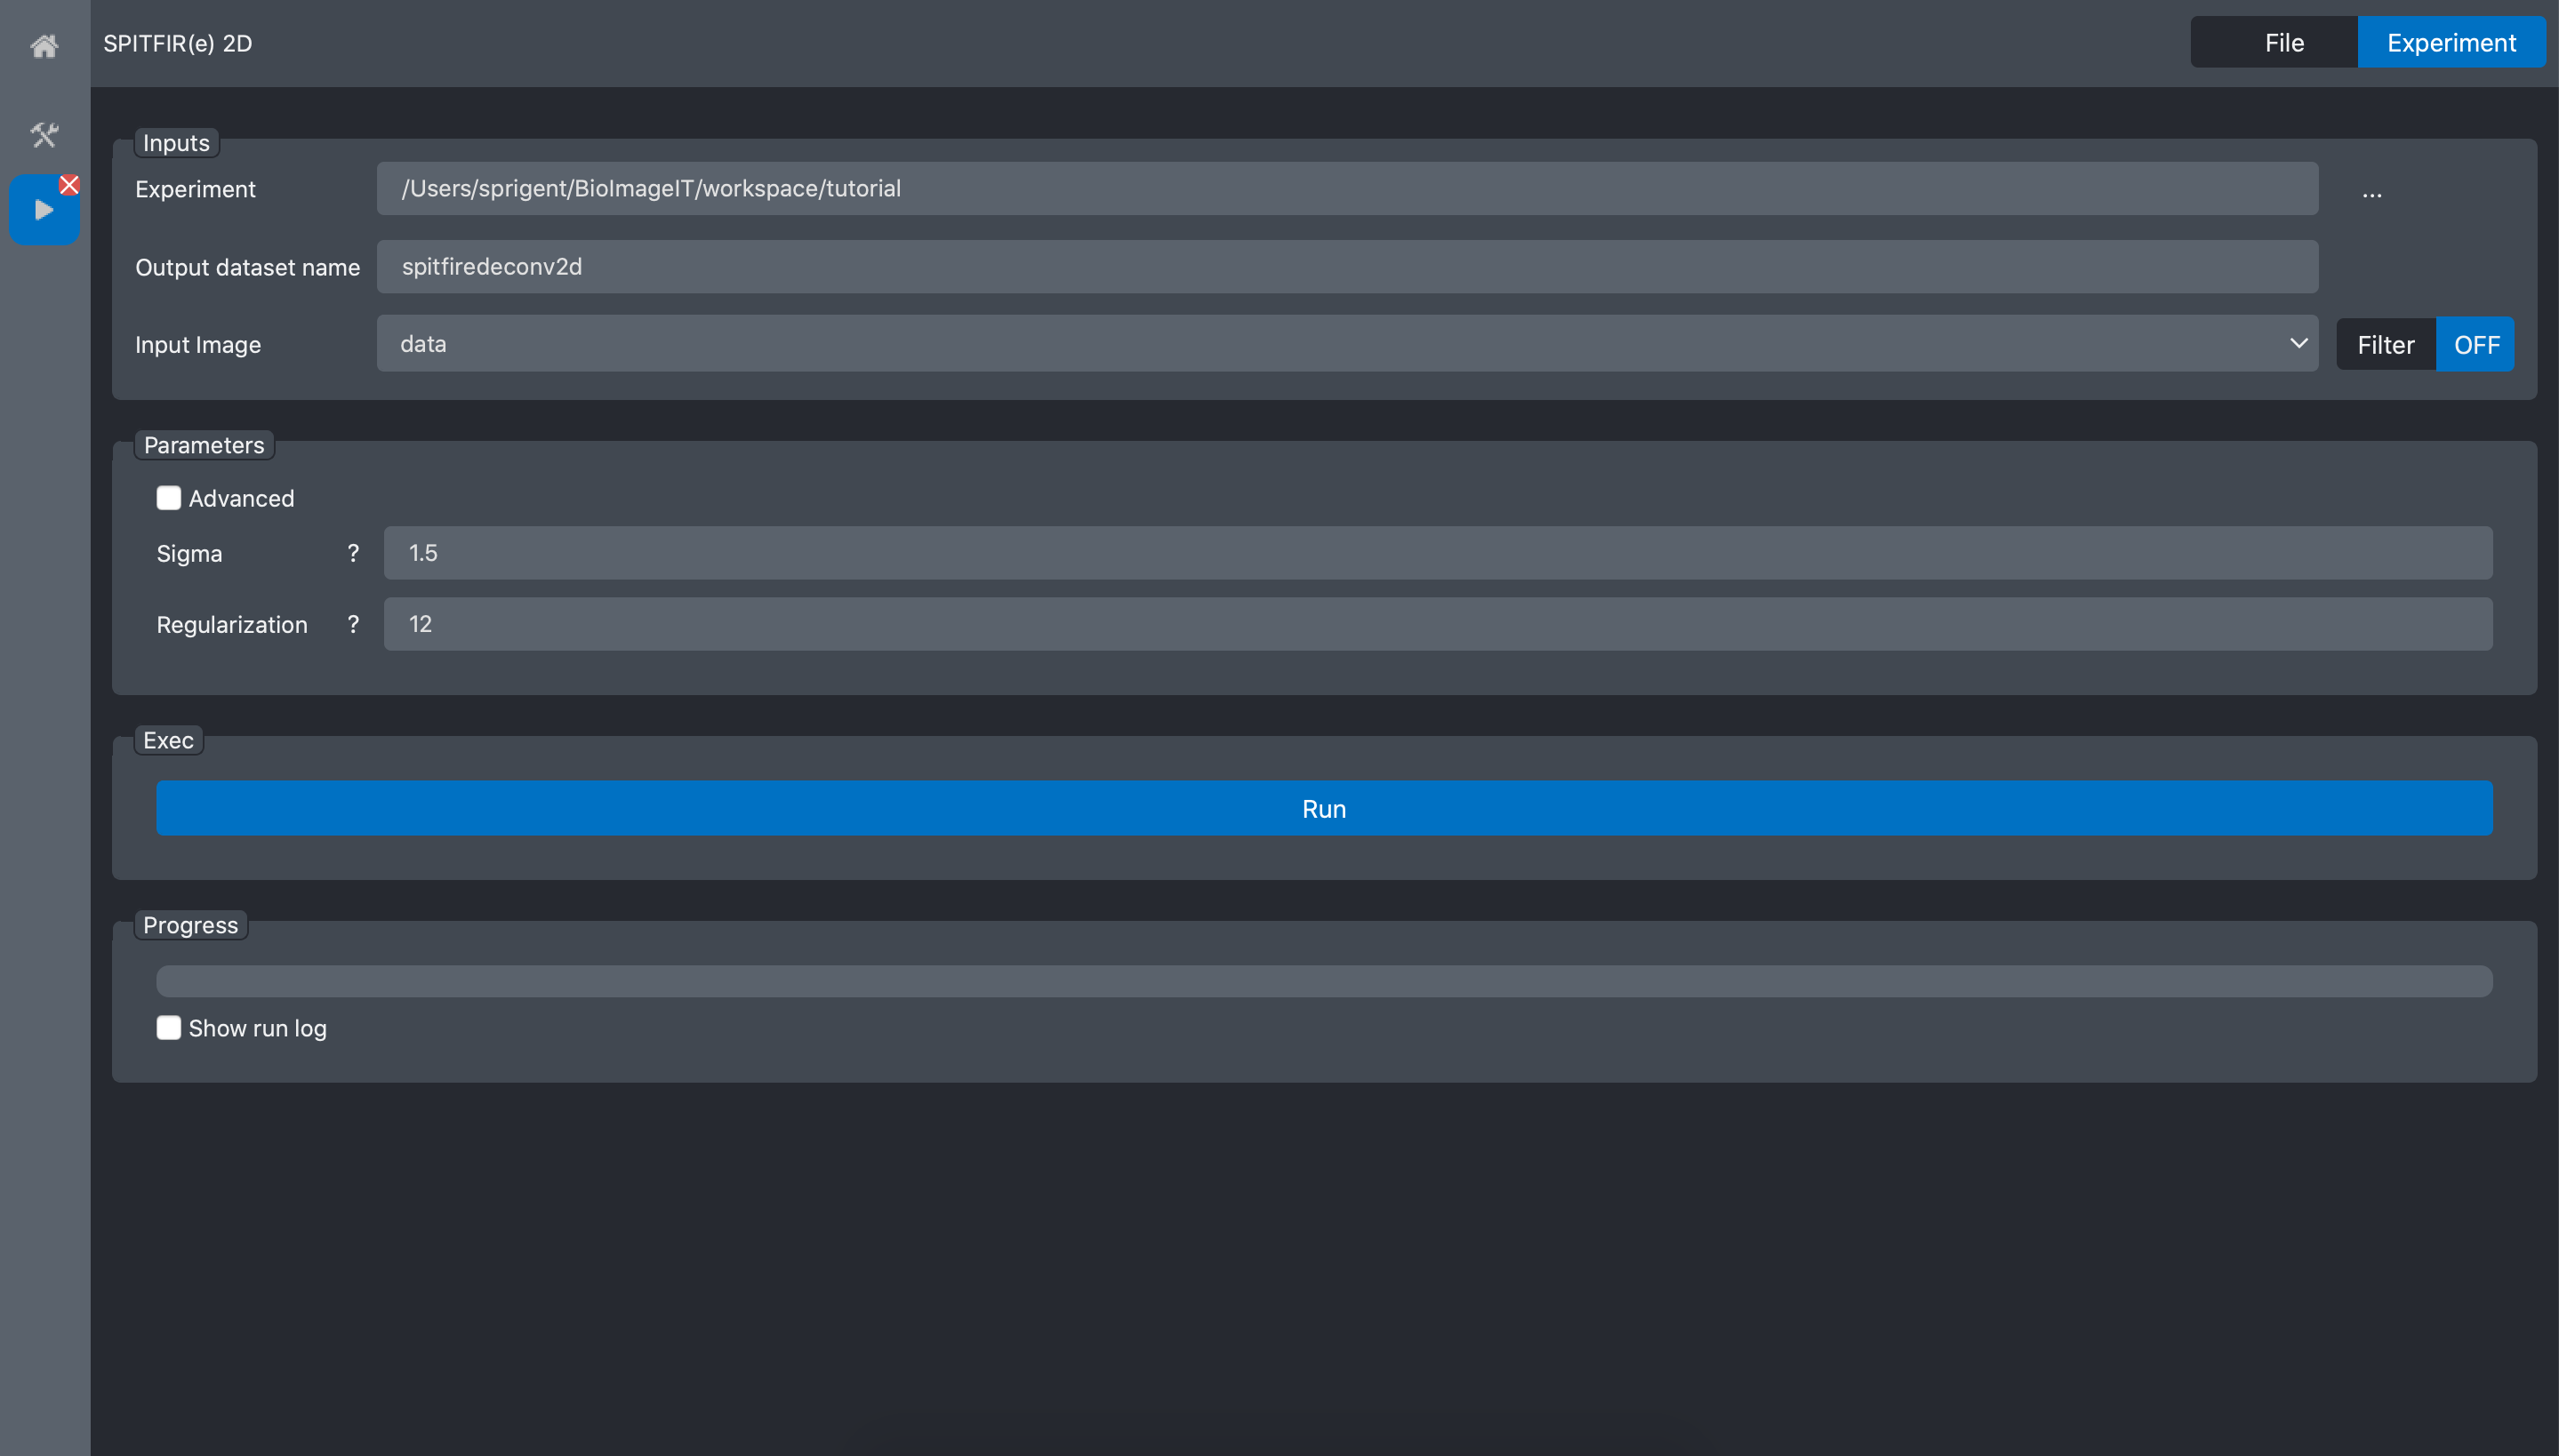 SPITFIR(e) 2D
File Experiment
Inputs
Experiment /Users/sprigent/BioImageIT/workspace/tutorial ...
Output dataset name spitfiredeconv2d
Input Image data Filter OFF
Parameters
Advanced
Sigma ? 1.5
Regularization ? 12
Exec
Run
Progress
Show run log